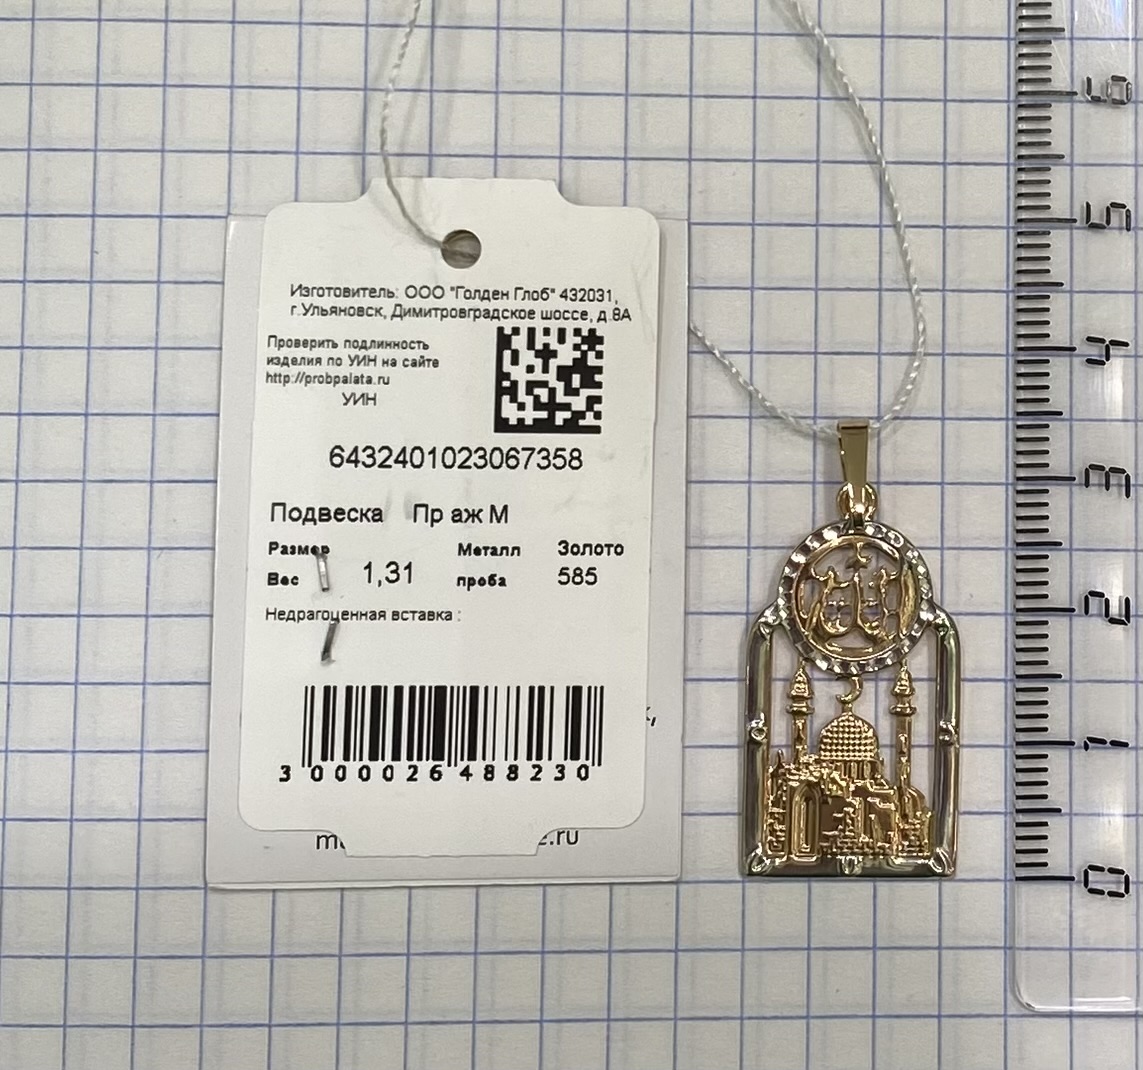 Изготовитель: ООО "Голден Глоб" 432031,
г.Ульяновск, Димитровградское шоссе, д.8А
Проверить подлинность
изделия по УИН на сайте
http://probpalata.ru
УИН
6432401023067358
Подвеска Пр аж М
Размер Металл Золото
Вес 1,31 проба 585
Недрагоценная вставка :
3 000026 488230
.ru
6
5
4
3
2
1
0